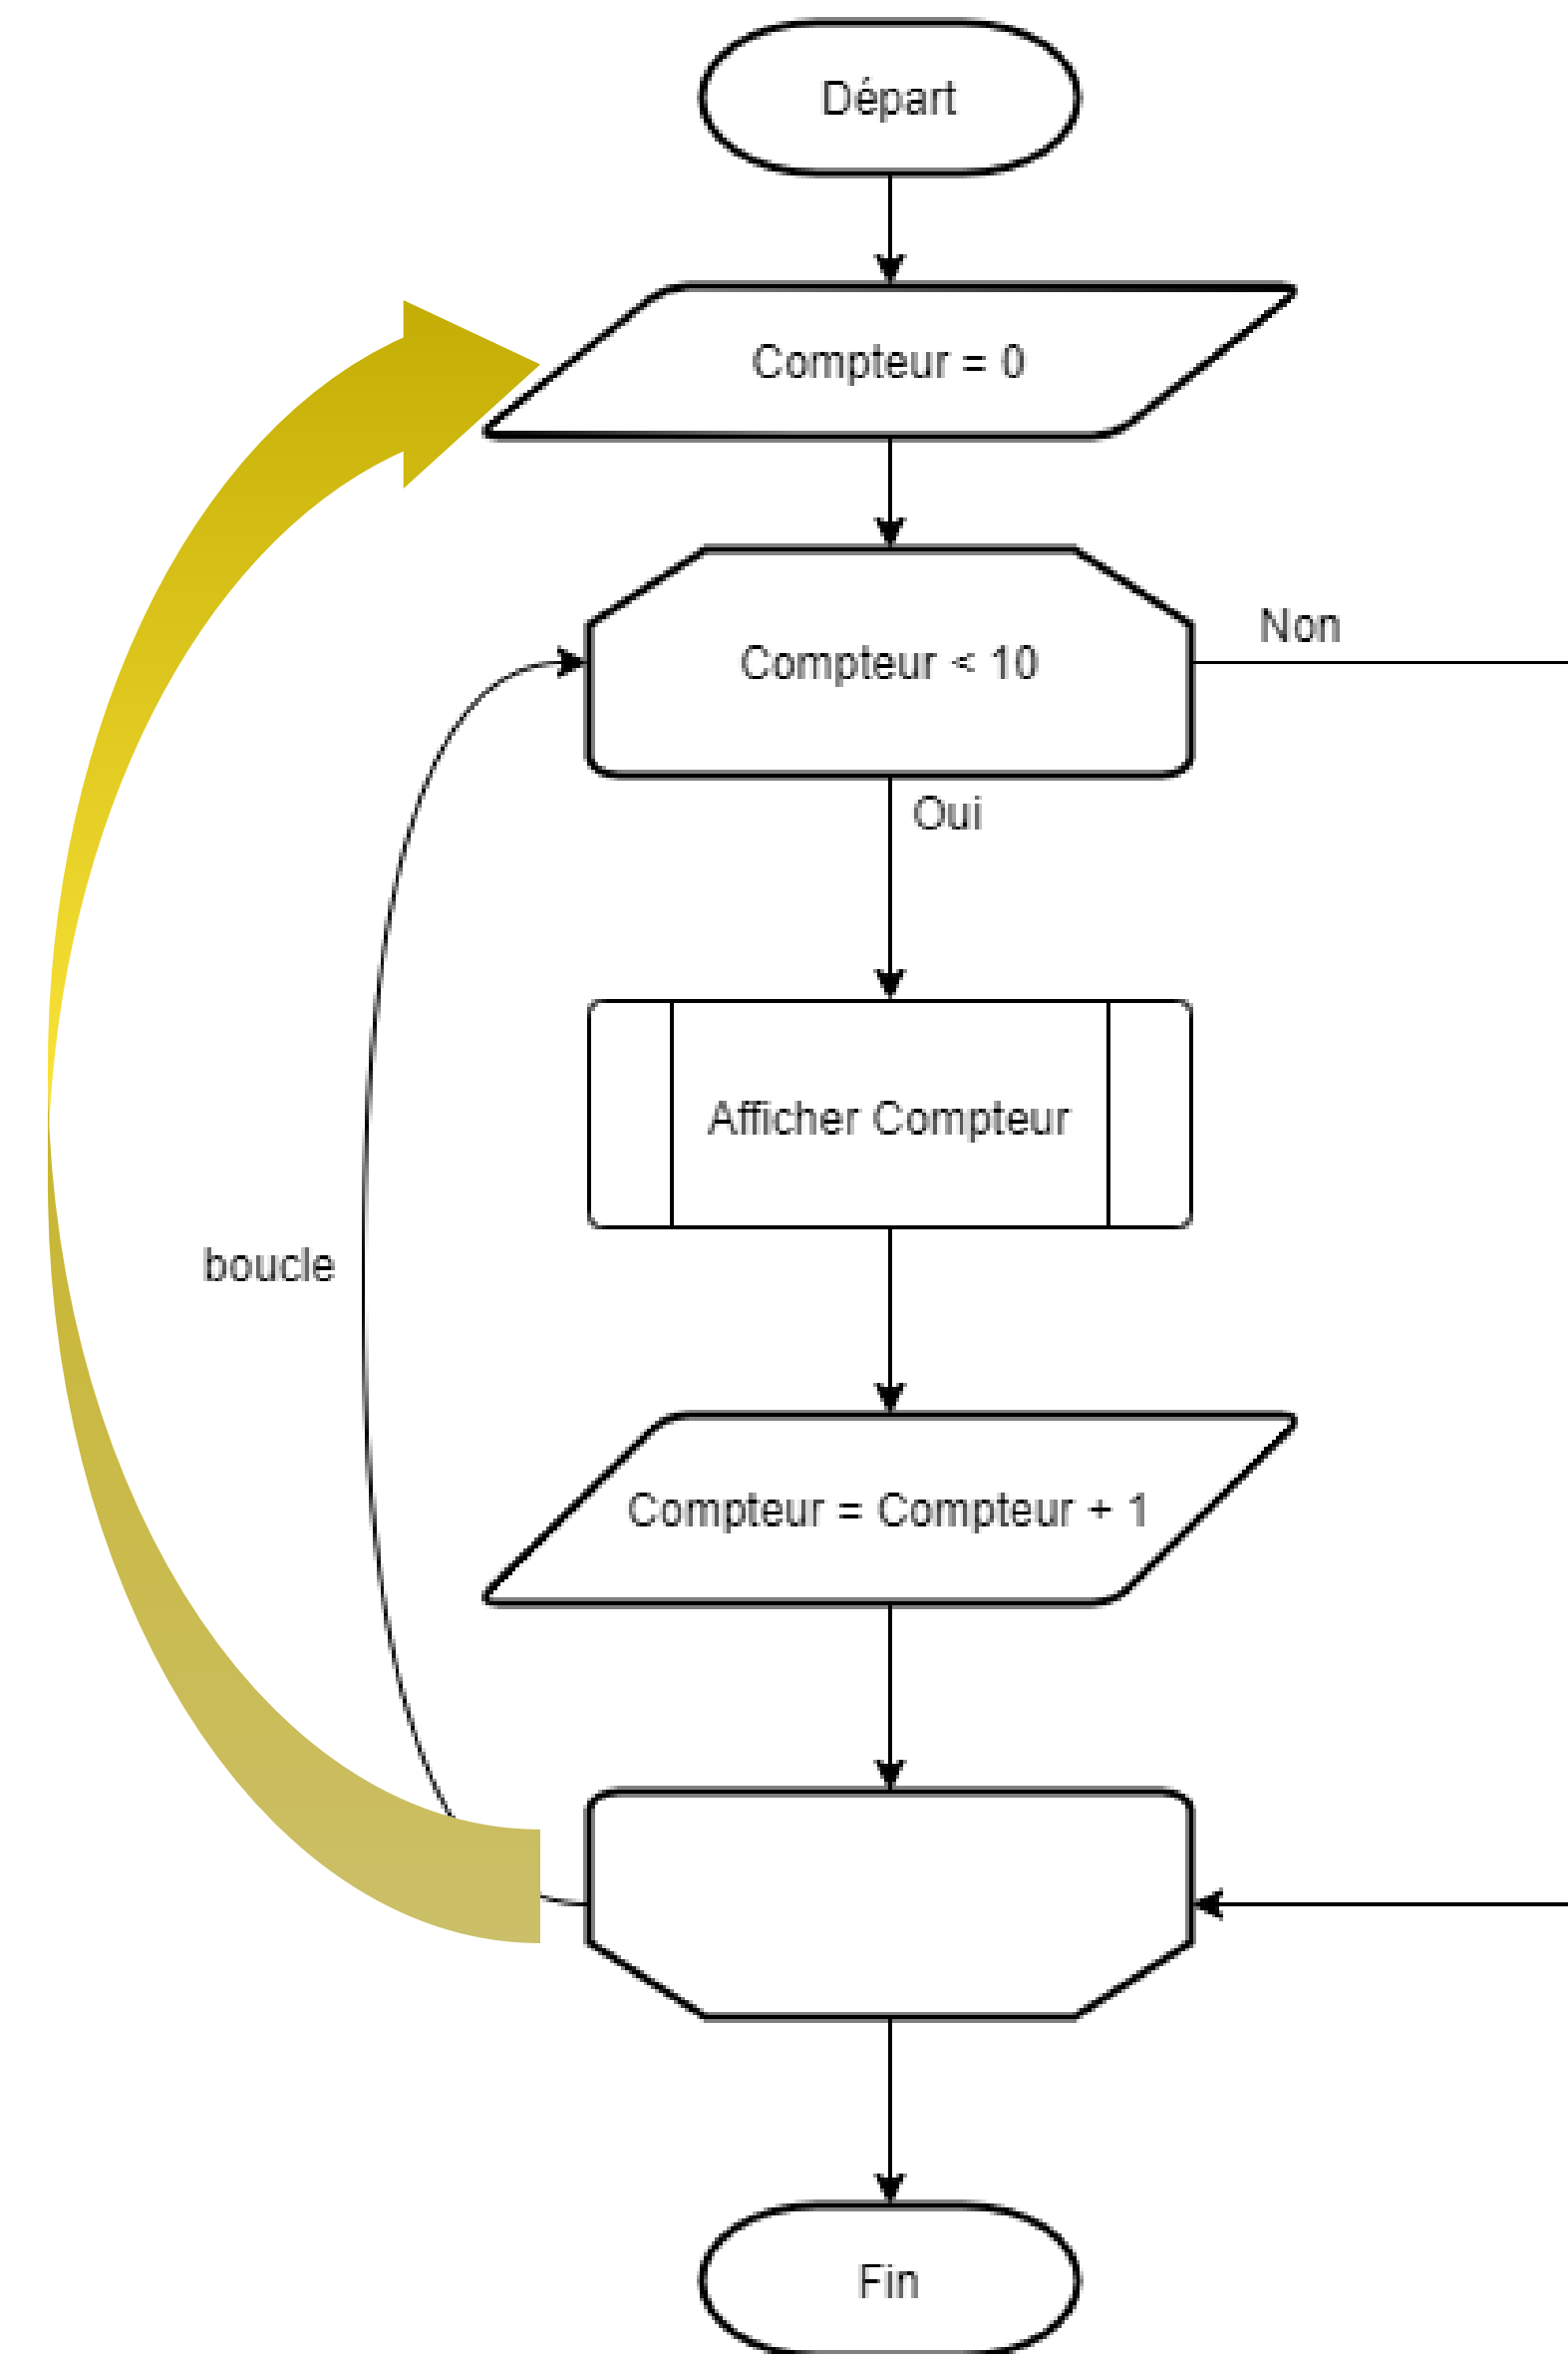 Départ
Compteur = 0
Compteur < 10
Non
Oui
Afficher Compteur
boucle
Compteur = Compteur + 1
Fin